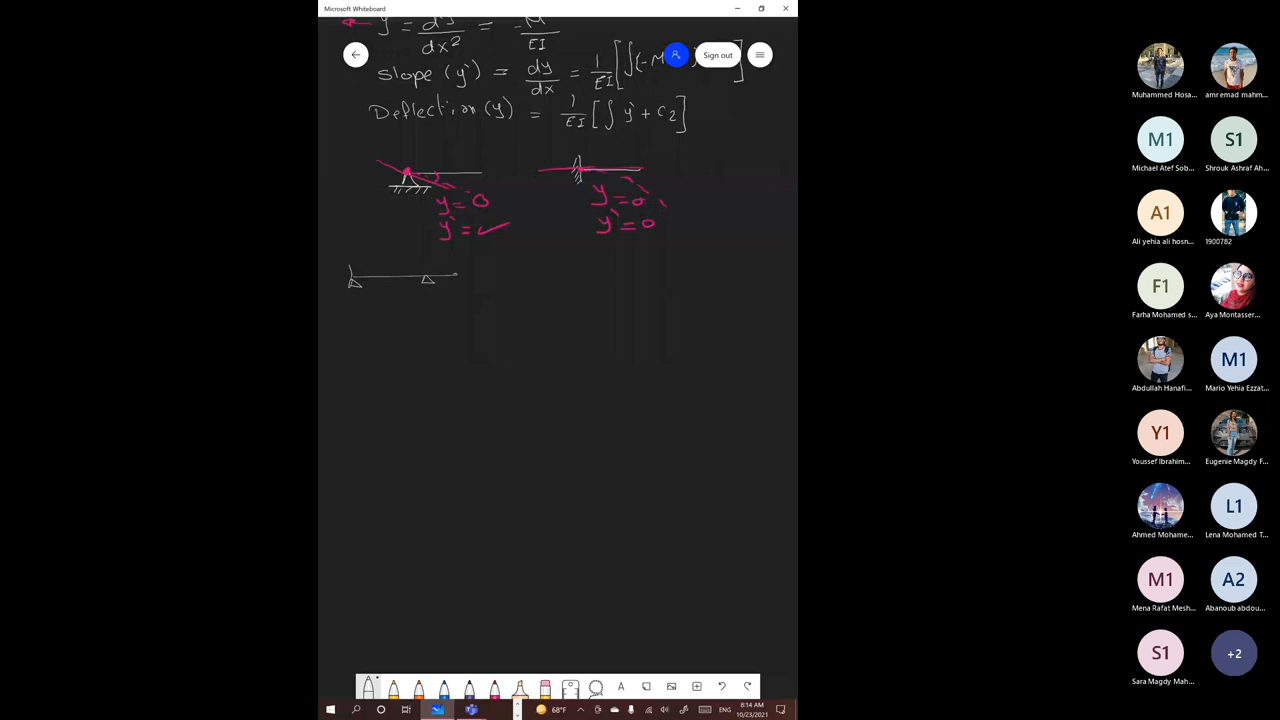 Microsoft Whiteboard
y = d²y/dx² = -M/EI
Sign out
slope (y') = dy/dx = 1/EI [∫(-M
Deflection (y) = 1/EI [∫ y' + C2]
y = 0
y' = ✓
y = 0
y' = 0
Muhammed Hosa...
amr emad mahm...
M1
S1
Michael Atef Sob...
Shrouk Ashraf Ah...
A1
Ali yehia ali hosn...
1900782
F1
Farha Mohamed s...
Aya Montasser...
M1
Abdullah Hanafi...
Mario Yehia Ezzat...
Y1
Youssef Ibrahim...
Eugenie Magdy F...
L1
Ahmed Mohame...
Lena Mohamed T...
M1
A2
Mena Rafat Mesh...
Abanoub abdou...
S1
+2
Sara Magdy Mah...
A
68°F
ENG
8:14 AM
10/23/2021